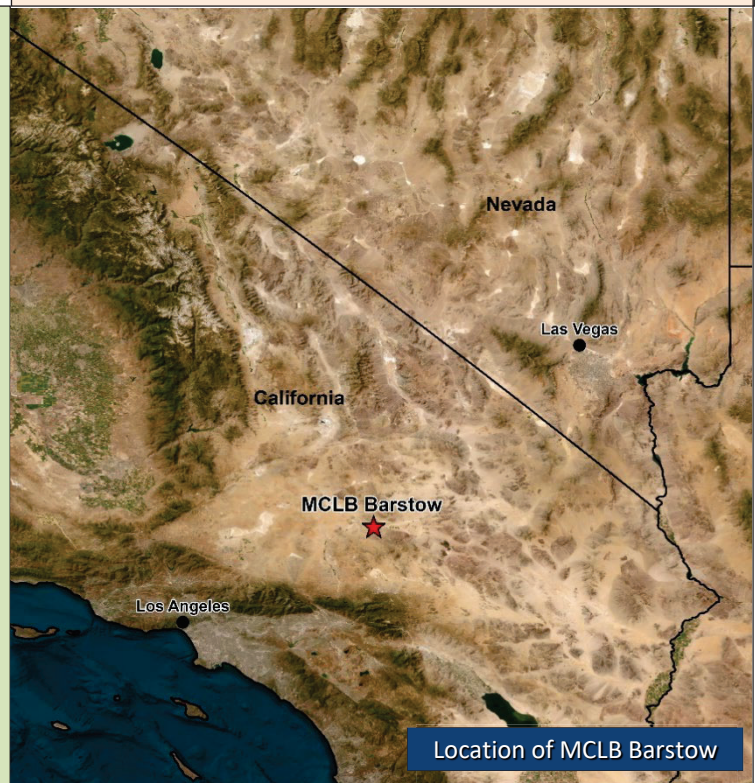 Nevada
Las Vegas
California
MCLB Barstow
Los Angeles
Location of MCLB Barstow